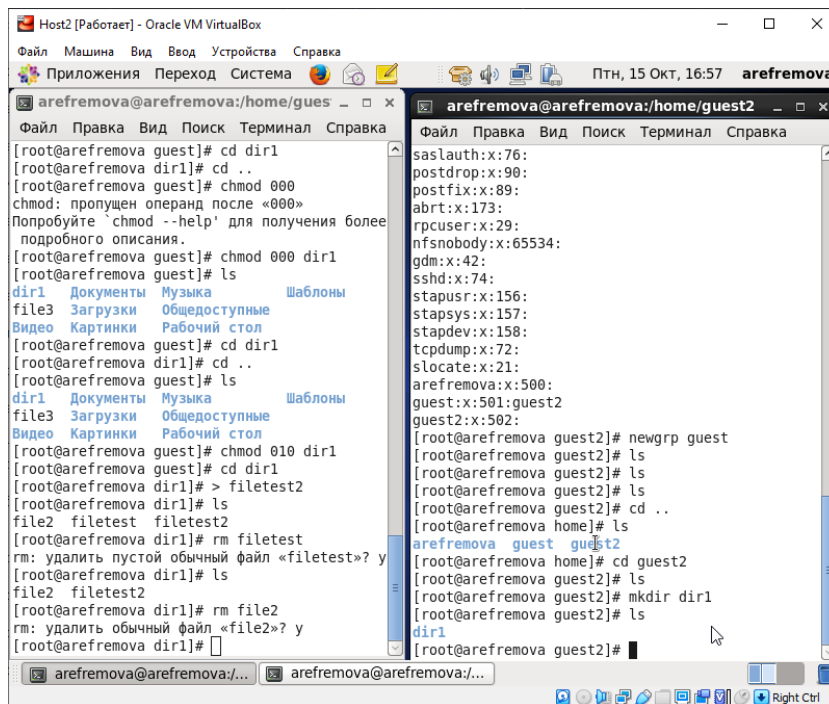 Host2 [Работает] - Oracle VM VirtualBox
Файл Машина Вид Ввод Устройства Справка
Приложения Переход Система Птн, 15 Окт, 16:57 arefremova
arefremova@arefremova:/home/gues
Файл Правка Вид Поиск Терминал Справка
[root@arefremova guest]# cd dir1
[root@arefremova dir1]# cd ..
[root@arefremova guest]# chmod 000
chmod: пропущен операнд после «000»
Попробуйте `chmod --help' для получения более
подробного описания.
[root@arefremova guest]# chmod 000 dir1
[root@arefremova guest]# ls
dir1 Документы Музыка Шаблоны
file3 Загрузки Общедоступные
Видео Картинки Рабочий стол
[root@arefremova guest]# cd dir1
[root@arefremova dir1]# cd ..
[root@arefremova guest]# ls
dir1 Документы Музыка Шаблоны
file3 Загрузки Общедоступные
Видео Картинки Рабочий стол
[root@arefremova guest]# chmod 010 dir1
[root@arefremova guest]# cd dir1
[root@arefremova dir1]# > filetest2
[root@arefremova dir1]# ls
file2 filetest filetest2
[root@arefremova dir1]# rm filetest
rm: удалить пустой обычный файл «filetest»? y
[root@arefremova dir1]# ls
file2 filetest2
[root@arefremova dir1]# rm file2
rm: удалить обычный файл «file2»? y
[root@arefremova dir1]#
arefremova@arefremova:/home/guest2
Файл Правка Вид Поиск Терминал Справка
saslauth:x:76:
postdrop:x:90:
postfix:x:89:
abrt:x:173:
rpcuser:x:29:
nfsnobody:x:65534:
gdm:x:42:
sshd:x:74:
stapusr:x:156:
stapsys:x:157:
stapdev:x:158:
tcpdump:x:72:
slocate:x:21:
arefremova:x:500:
guest:x:501:guest2
guest2:x:502:
[root@arefremova guest2]# newgrp guest
[root@arefremova guest2]# ls
[root@arefremova guest2]# ls
[root@arefremova guest2]# ls
[root@arefremova guest2]# cd ..
[root@arefremova home]# ls
arefremova guest guest2
[root@arefremova home]# cd guest2
[root@arefremova guest2]# ls
[root@arefremova guest2]# mkdir dir1
[root@arefremova guest2]# ls
dir1
[root@arefremova guest2]#
arefremova@arefremova:/... arefremova@arefremova:/...
Right Ctrl